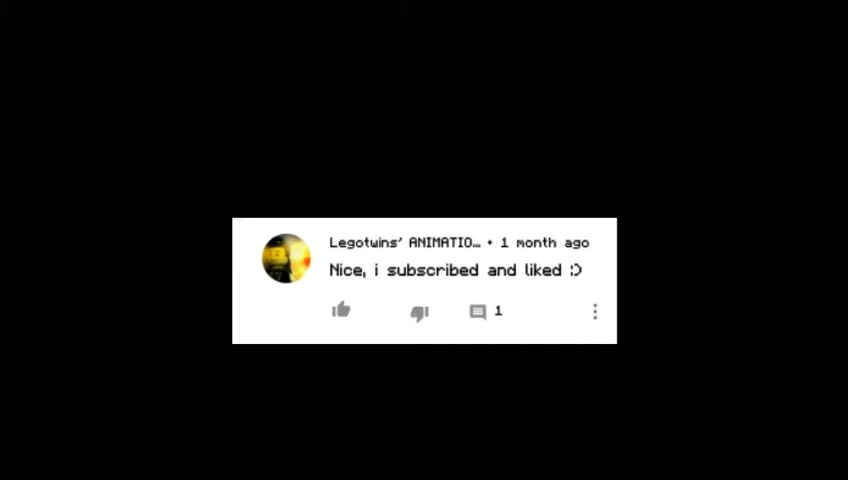 Legotwins' ANIMATIO... • 1 month ago
Nice, i subscribed and liked :)
1